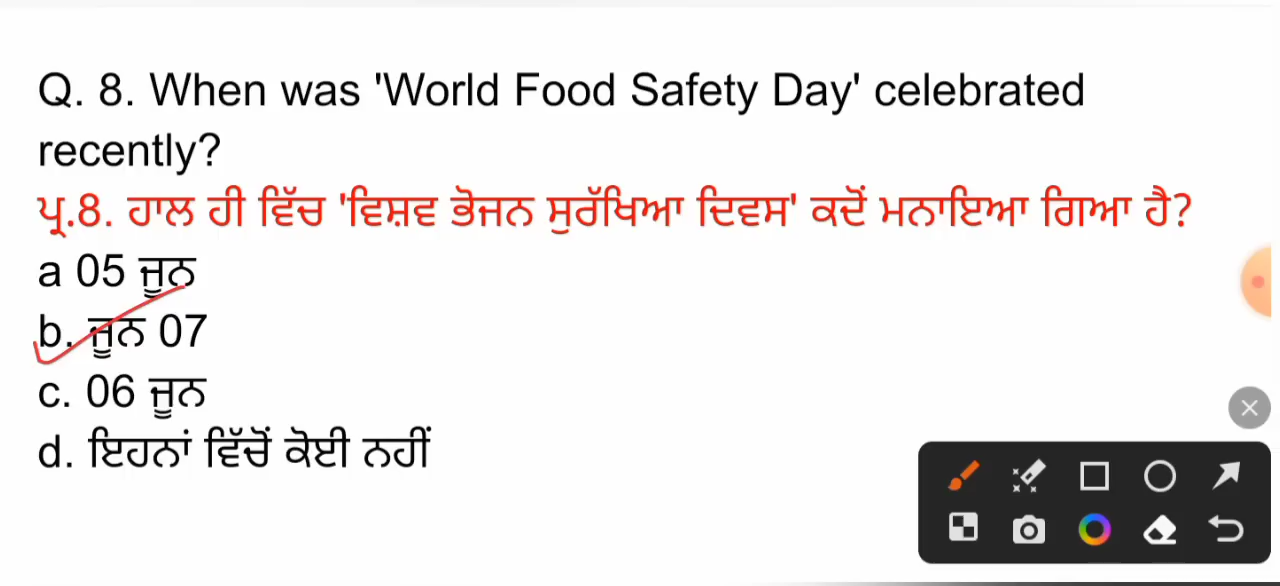 Q. 8. When was 'World Food Safety Day' celebrated
recently?
ਪ੍ਰ.8. ਹਾਲ ਹੀ ਵਿੱਚ 'ਵਿਸ਼ਵ ਭੋਜਨ ਸੁਰੱਖਿਆ ਦਿਵਸ' ਕਦੋਂ ਮਨਾਇਆ ਗਿਆ ਹੈ?
a 05 ਜੂਨ
b. ਜੂਨ 07
c. 06 ਜੂਨ
d. ਇਹਨਾਂ ਵਿੱਚੋਂ ਕੋਈ ਨਹੀਂ